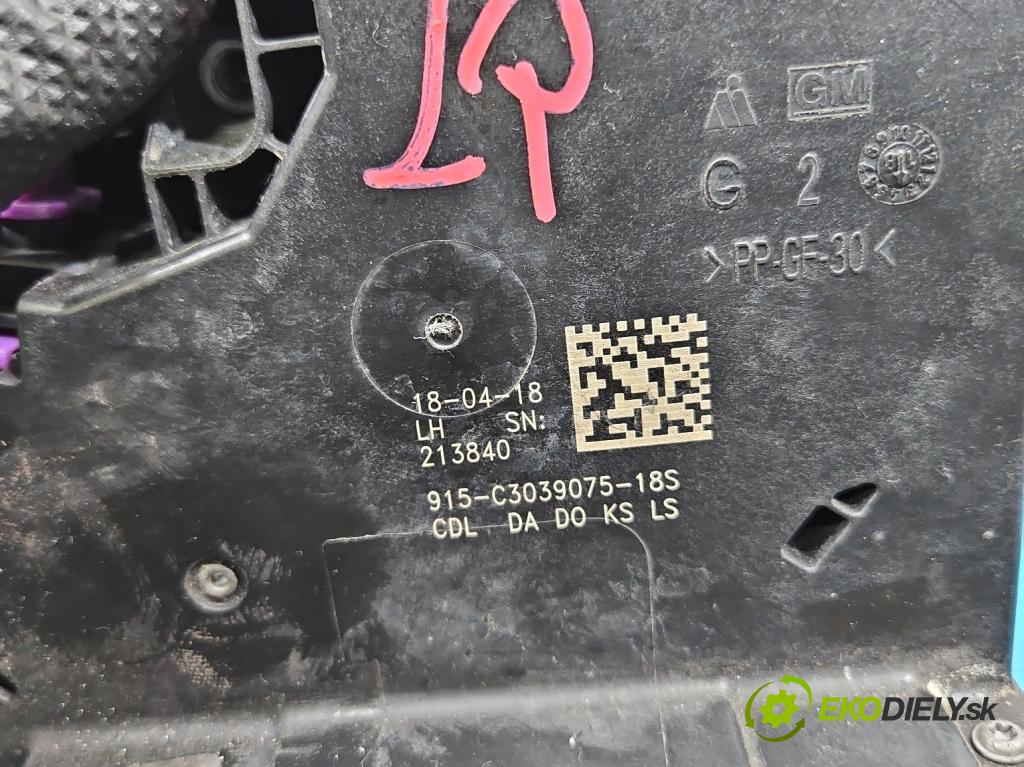 LP
GM
G 2
18
>PP-GF-30<
18-04-18
LH SN:
213840
915-C3039075-18S
CDL DA DO KS LS
EKODIELY.sk